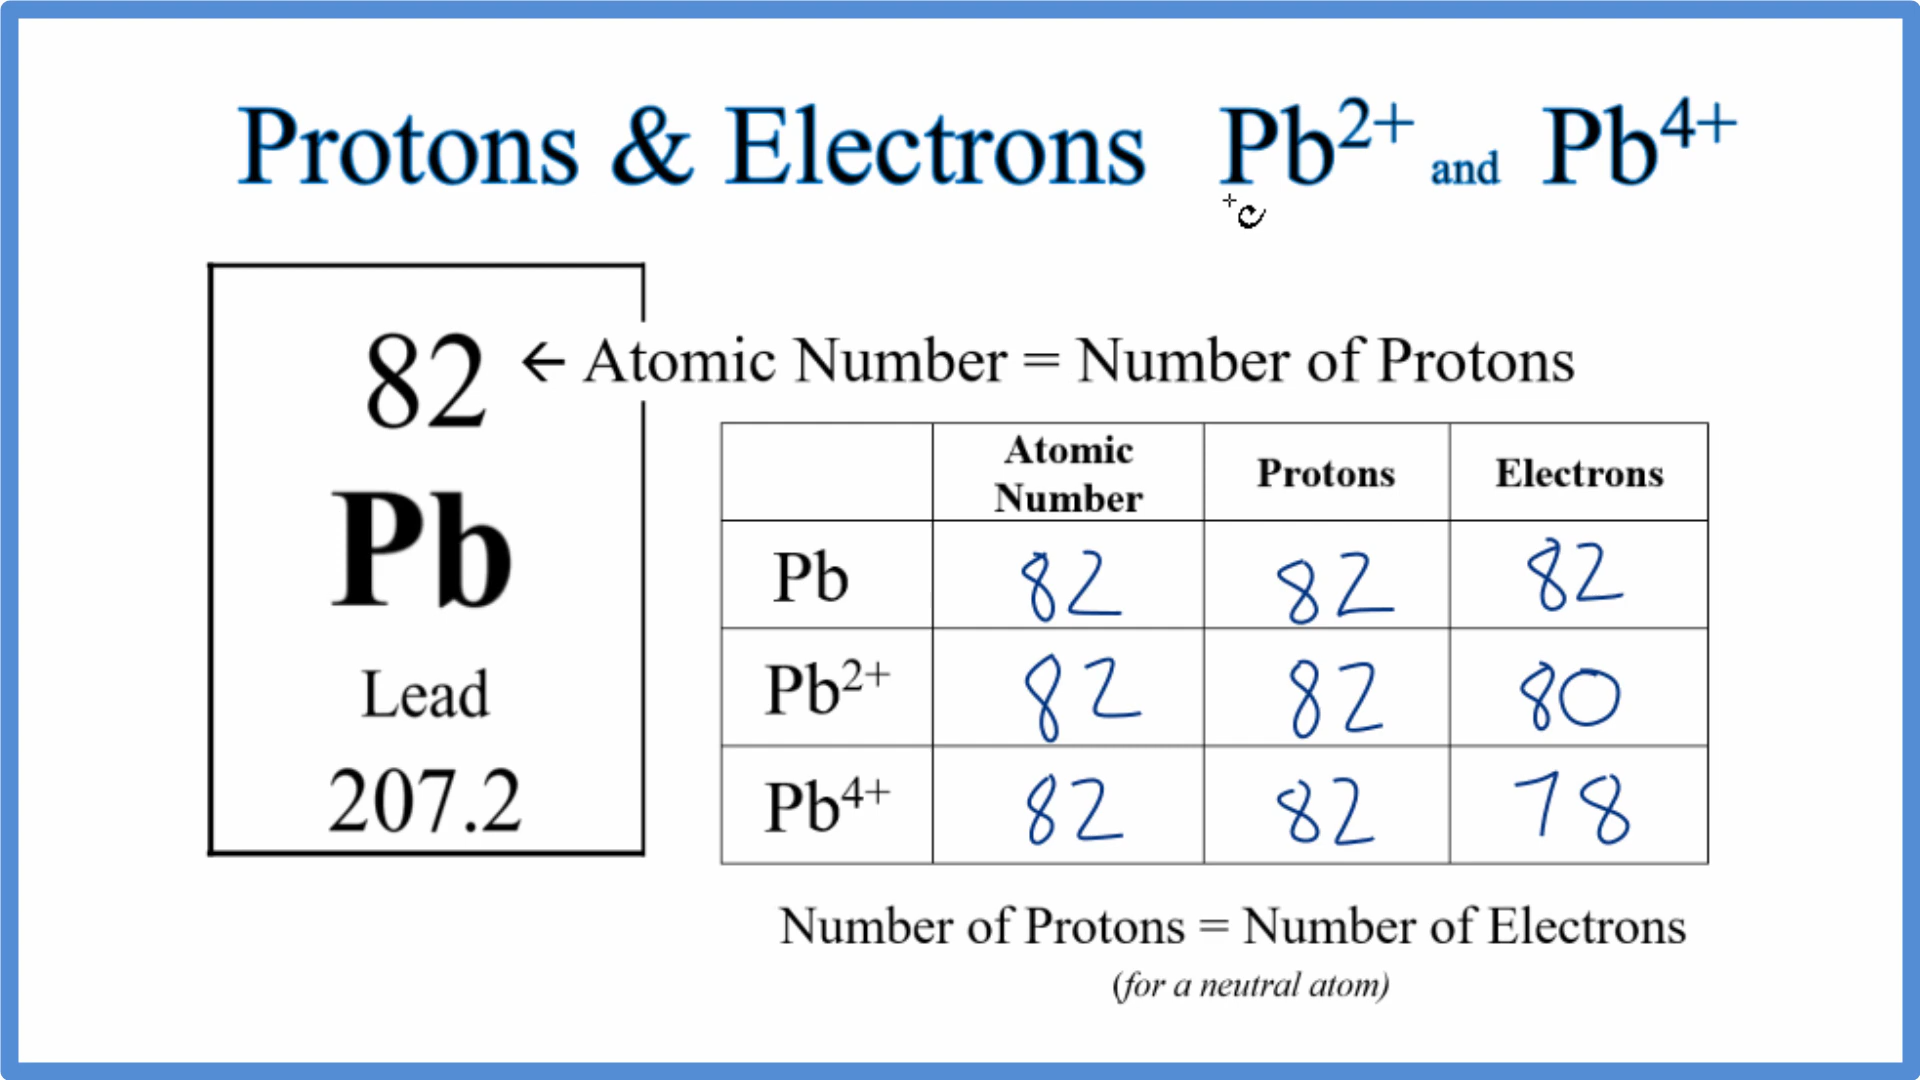 Protons & Electrons Pb²⁺ and Pb⁴⁺
82 ← Atomic Number = Number of Protons
Pb
Lead
207.2
Atomic Number Protons Electrons
Pb 82 82 82
Pb²⁺ 82 82 80
Pb⁴⁺ 82 82 78
Number of Protons = Number of Electrons
(for a neutral atom)